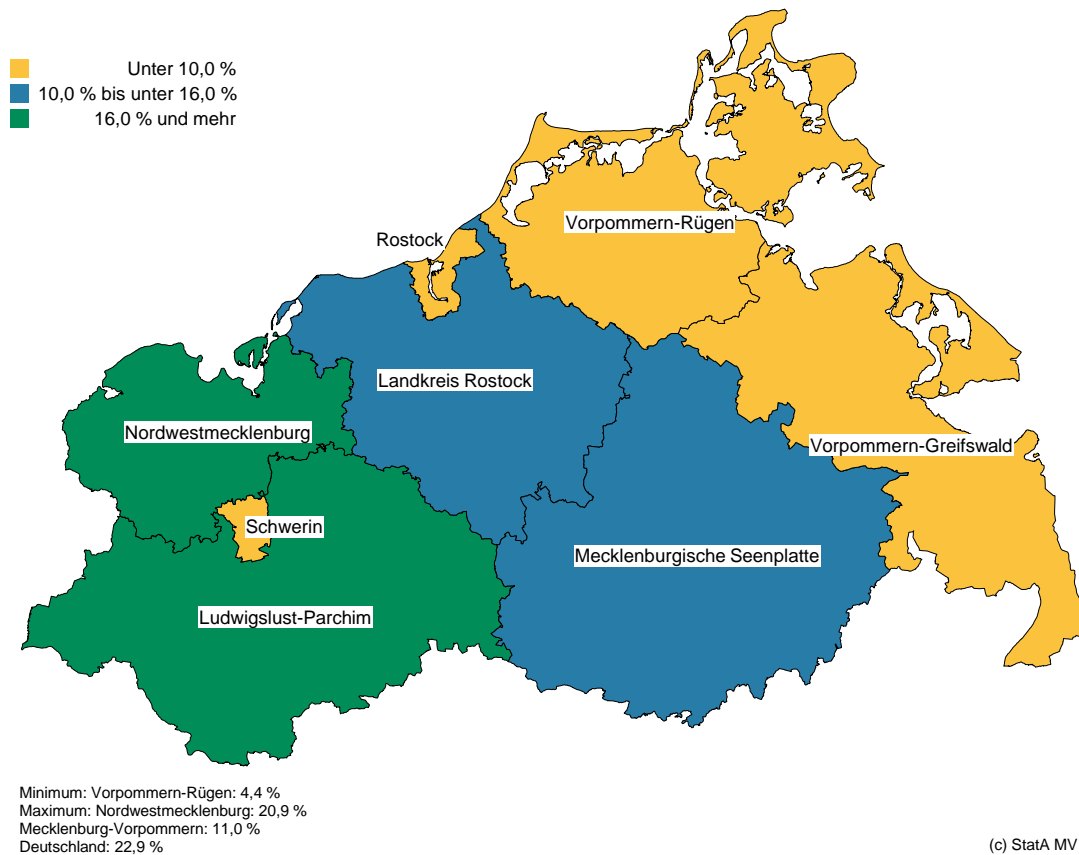 Unter 10,0 %
10,0 % bis unter 16,0 %
16,0 % und mehr
Vorpommern-Rügen
Rostock
Landkreis Rostock
Nordwestmecklenburg
Vorpommern-Greifswald
Schwerin
Mecklenburgische Seenplatte
Ludwigslust-Parchim
Minimum: Vorpommern-Rügen: 4,4 %
Maximum: Nordwestmecklenburg: 20,9 %
Mecklenburg-Vorpommern: 11,0 %
Deutschland: 22,9 %
(c) StatA MV